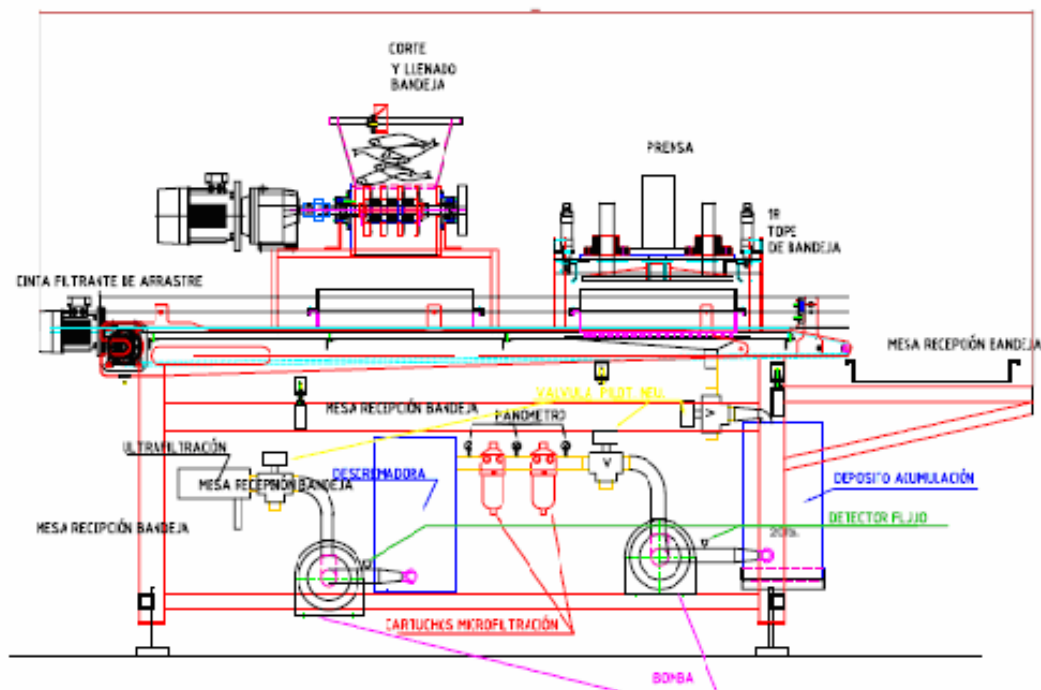 CORTE
Y LLENADO
BANDEJA
PRENSA
1R
TOPE
DE BANDEJA
CINTA FILTRANTE DE ARRASTRE
MESA RECEPCIÓN BANDEJA
VALVULA PILOT. NEU.
MESA RECEPCIÓN BANDEJA
MANOMETRO
ULTRAFILTRACIÓN
DESCREMADORA
MESA RECEPCIÓN BANDEJA
DEPOSITO ACUMULACIÓN
MESA RECEPCIÓN BANDEJA
DETECTOR FLUJO
CARTUCHOS MICROFILTRACIÓN
BOMBA